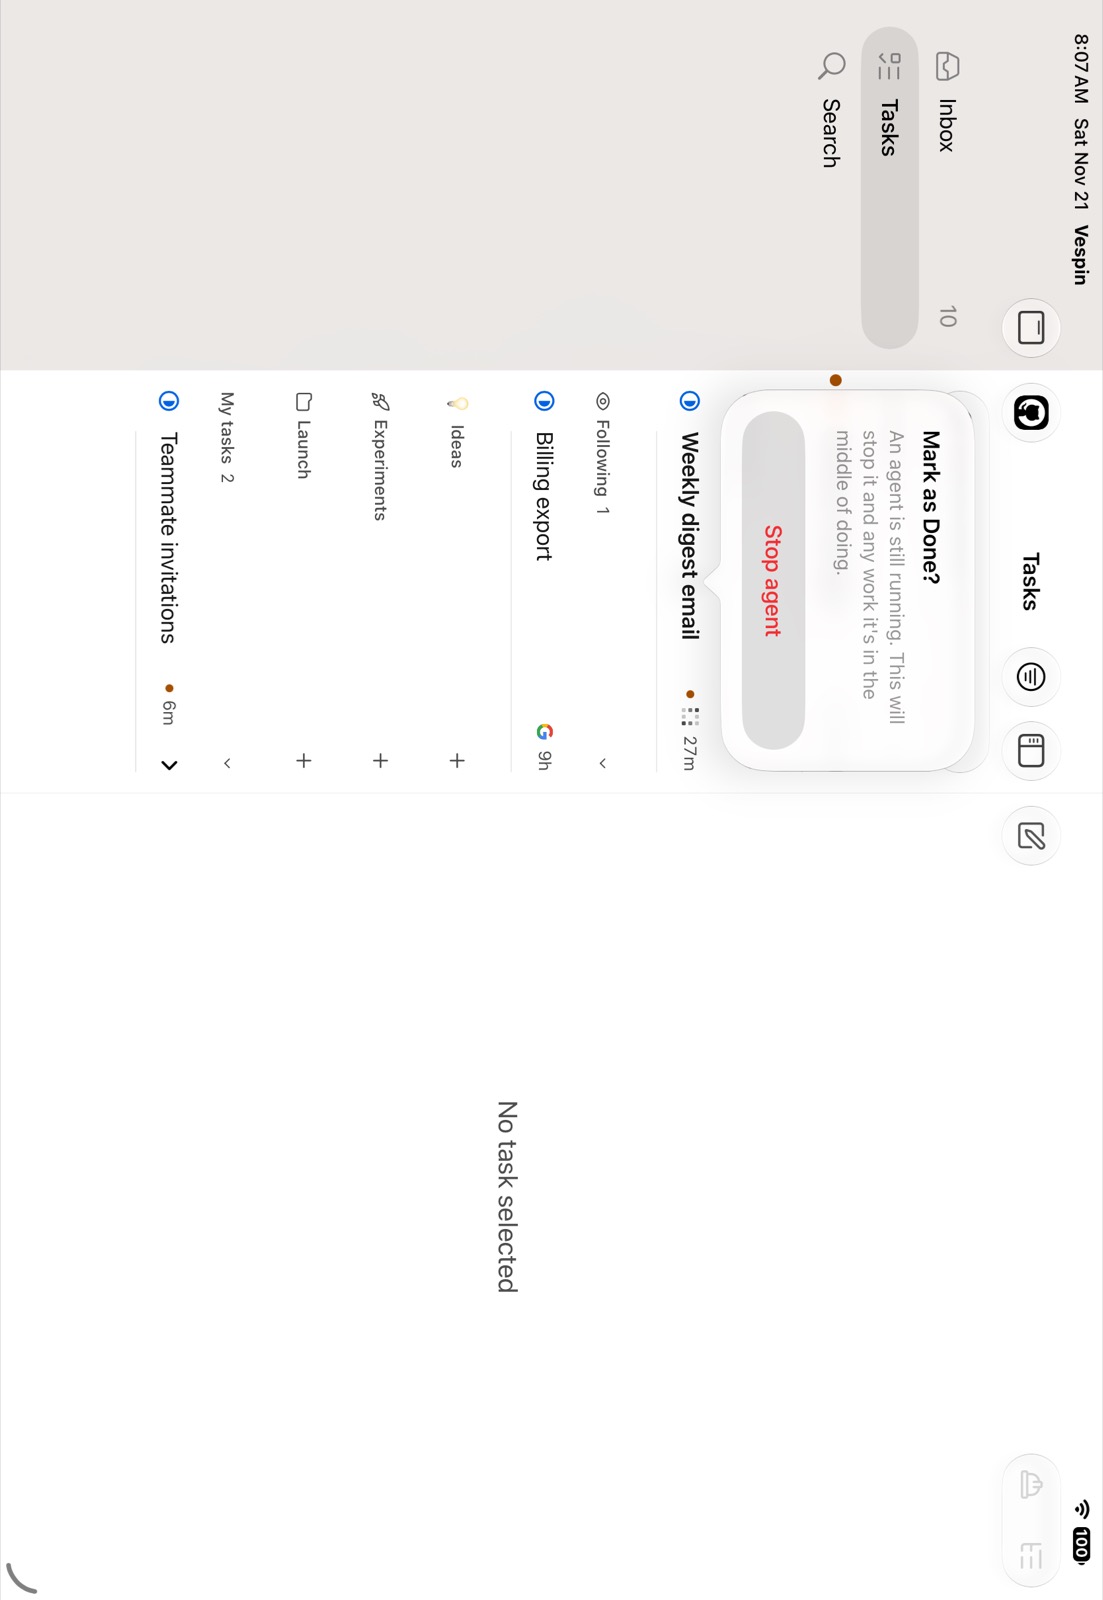 8:07 AM Sat Nov 21 Vespin
100
Inbox 10
Tasks
Search
Tasks
Mark as Done?
An agent is still running. This will
stop it and any work it's in the
middle of doing.
Stop agent
Weekly digest email 27m
Following 1
Billing export 9h
Ideas
Experiments
Launch
My tasks 2
Teammate invitations 6m
No task selected